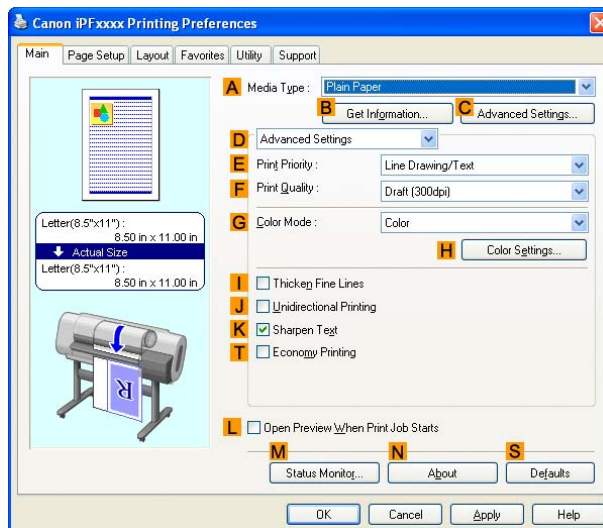 Canon iPFxxxx Printing Preferences
Main Page Setup Layout Favorites Utility Support
A Media Type : Plain Paper
B Get Information... C Advanced Settings...
D Advanced Settings
E Print Priority : Line Drawing/Text
F Print Quality : Draft (300dpi)
G Color Mode : Color
H Color Settings...
Letter(8.5"x11") :
8.50 in x 11.00 in
Actual Size
Letter(8.5"x11") :
8.50 in x 11.00 in
R
I Thicken Fine Lines
J Unidirectional Printing
K Sharpen Text
T Economy Printing
L Open Preview When Print Job Starts
M Status Monitor... N About S Defaults
OK Cancel Apply Help